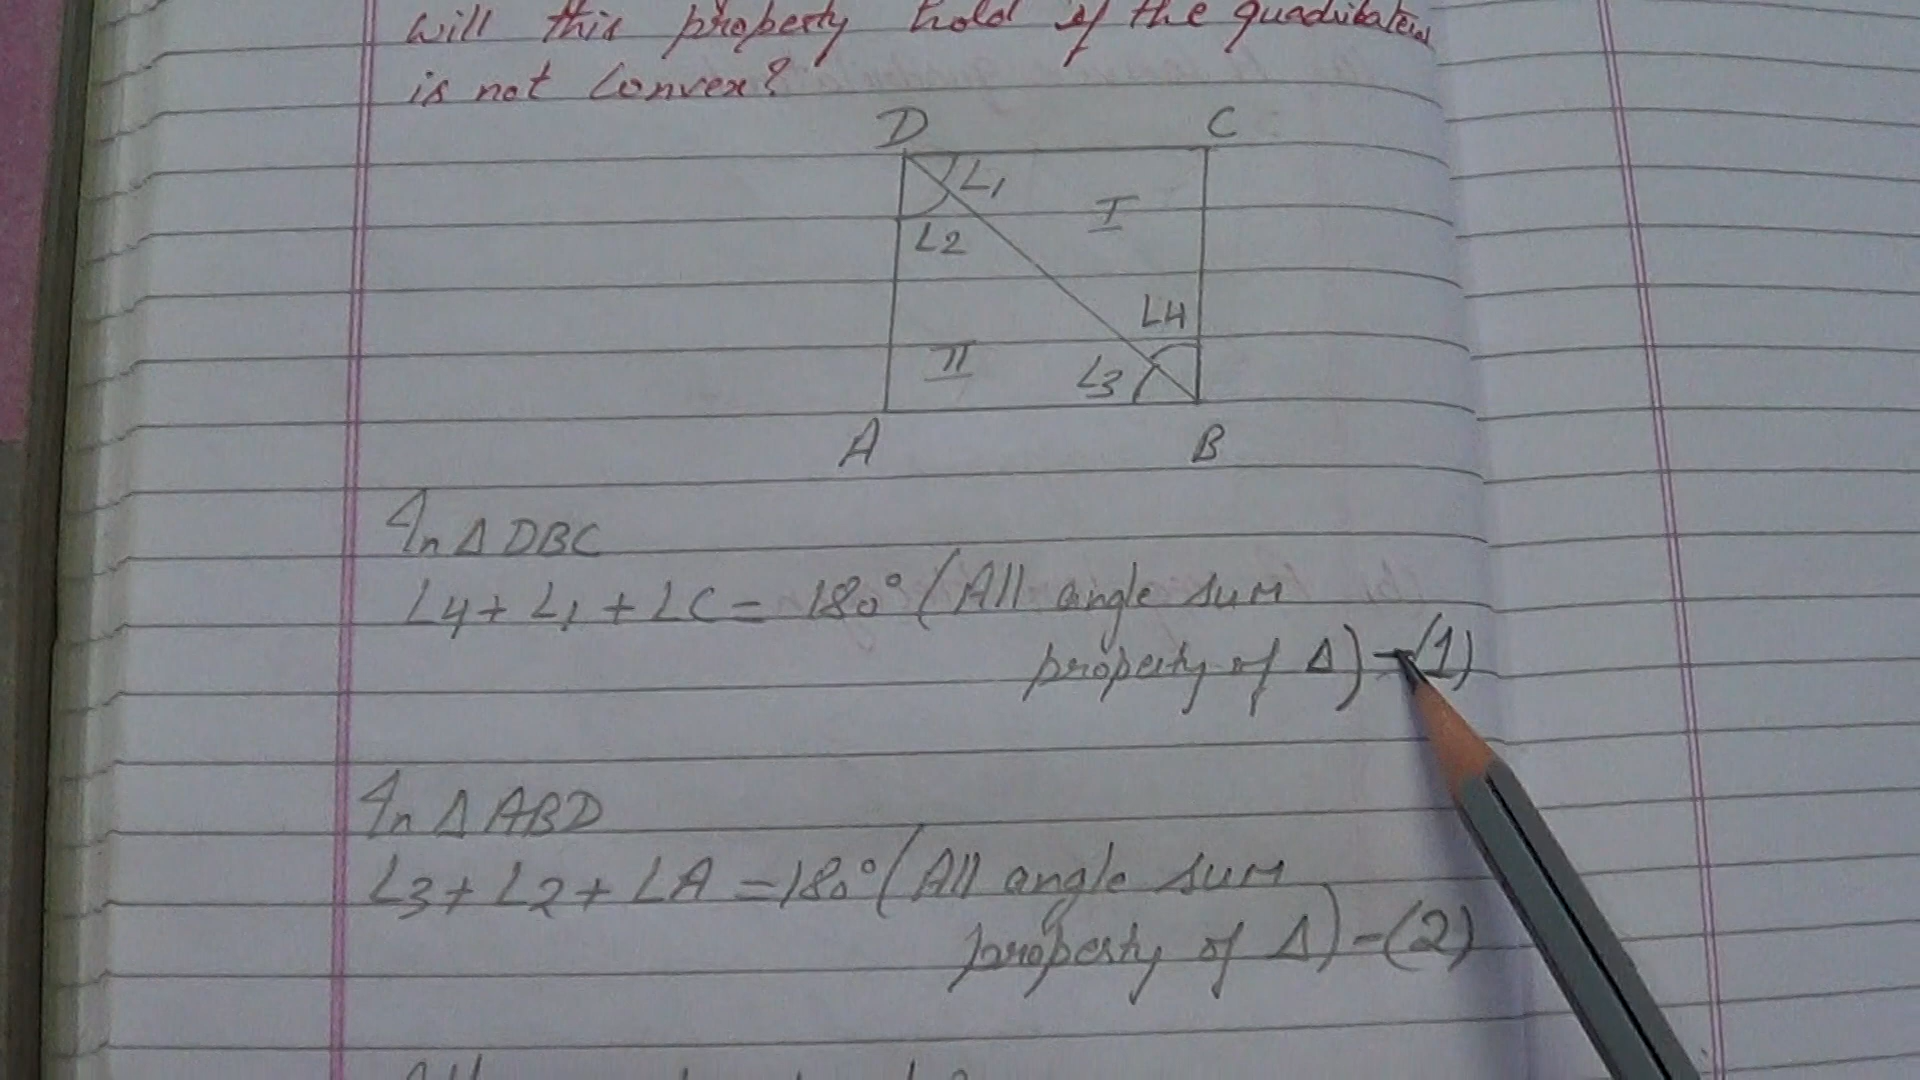 will this property hold if the quadrilateral
is not convex?
D C
∠1
I
∠2
∠4
II
∠3
A B
In Δ DBC
∠4+ ∠1 + ∠C = 180° (All angle sum
property of Δ) - (1)
In Δ ABD
∠3+ ∠2 + ∠A = 180° (All angle sum
property of Δ) - (2)